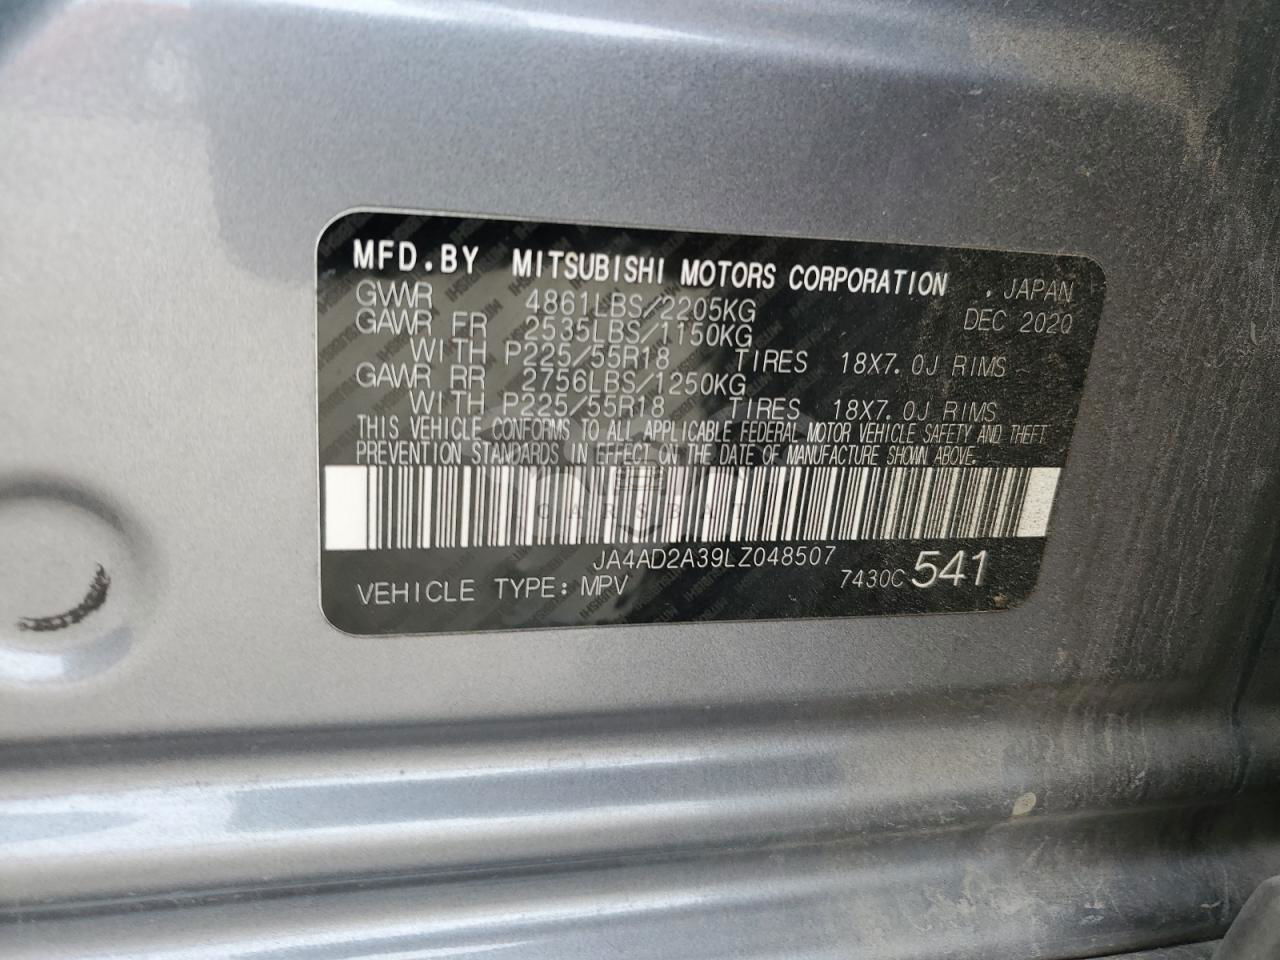 MFD.BY MITSUBISHI MOTORS CORPORATION . JAPAN
GVWR 4861LBS/2205KG DEC 2020
GAWR FR 2535LBS/1150KG
WITH P225/55R18 TIRES 18X7.0J RIMS
GAWR RR 2756LBS/1250KG
WITH P225/55R18 TIRES 18X7.0J RIMS
THIS VEHICLE CONFORMS TO ALL APPLICABLE FEDERAL MOTOR VEHICLE SAFETY AND THEFT
PREVENTION STANDARDS IN EFFECT ON THE DATE OF MANUFACTURE SHOWN ABOVE.
CARSBAT
JA4AD2A39LZ048507
VEHICLE TYPE: MPV 7430C 541